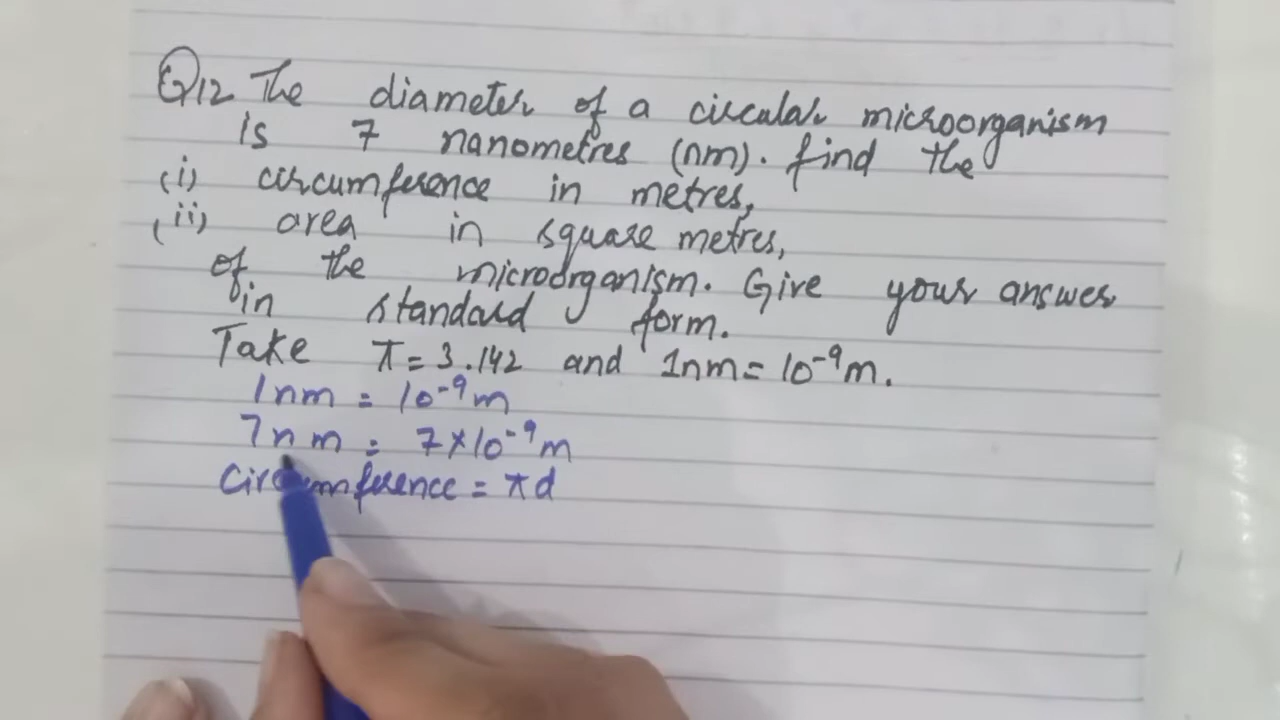 Q12 The diameter of a circular microorganism
is 7 nanometres (nm). find the
(i) circumference in metres,
(ii) area in square metres,
of the microorganism. Give your answer
in standard form.
Take π = 3.142 and 1nm = 10⁻⁹m.
1nm = 10⁻⁹m
7nm = 7×10⁻⁹m
Circumference = πd